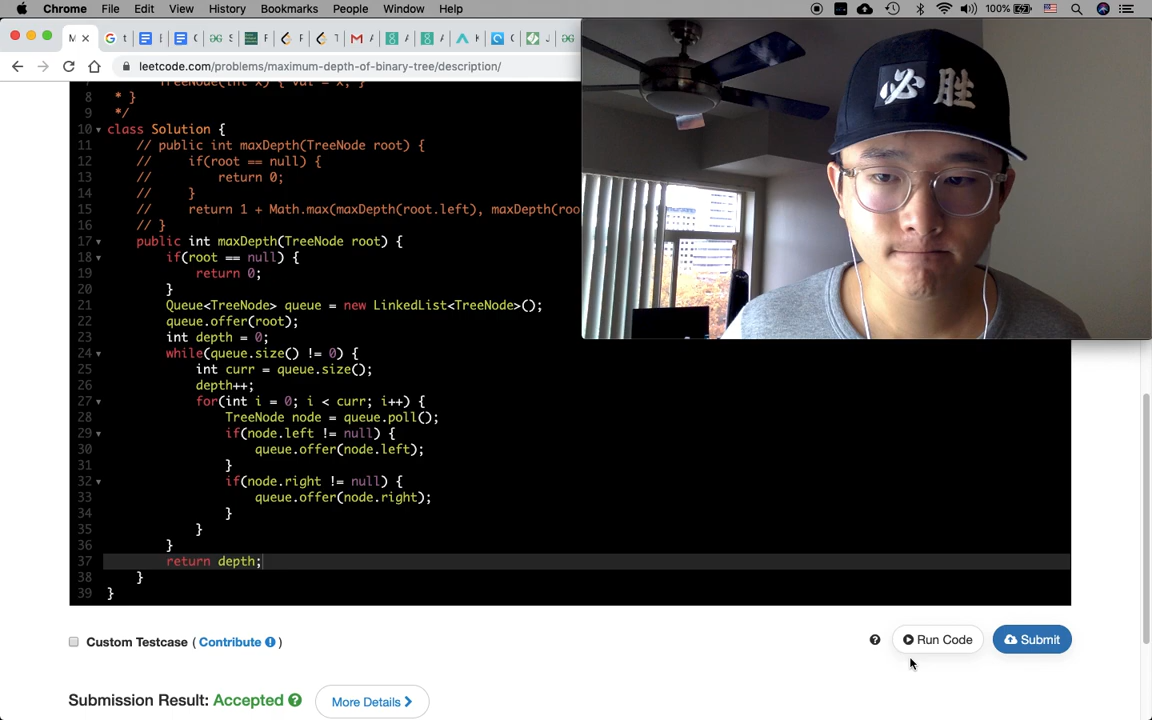 Chrome File Edit View History Bookmarks People Window Help 100%
leetcode.com/problems/maximum-depth-of-binary-tree/description/
必勝
8 * }
9 */
10 class Solution {
11 // public int maxDepth(TreeNode root) {
12 // if(root == null) {
13 // return 0;
14 // }
15 // return 1 + Math.max(maxDepth(root.left), maxDepth(roo
16 // }
17 public int maxDepth(TreeNode root) {
18 if(root == null) {
19 return 0;
20 }
21 Queue<TreeNode> queue = new LinkedList<TreeNode>();
22 queue.offer(root);
23 int depth = 0;
24 while(queue.size() != 0) {
25 int curr = queue.size();
26 depth++;
27 for(int i = 0; i < curr; i++) {
28 TreeNode node = queue.poll();
29 if(node.left != null) {
30 queue.offer(node.left);
31 }
32 if(node.right != null) {
33 queue.offer(node.right);
34 }
35 }
36 }
37 return depth;
38 }
39 }
Custom Testcase ( Contribute )
Run Code
Submit
Submission Result: Accepted
More Details